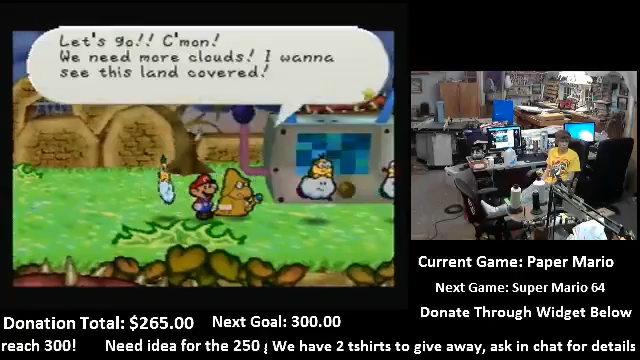 Let's go!! C'mon!
We need more clouds! I wanna
see this land covered!
Current Game: Paper Mario
Next Game: Super Mario 64
Donate Through Widget Below
Donation Total: $265.00 Next Goal: 300.00
reach 300! Need idea for the 250 g We have 2 tshirts to give away, ask in chat for details